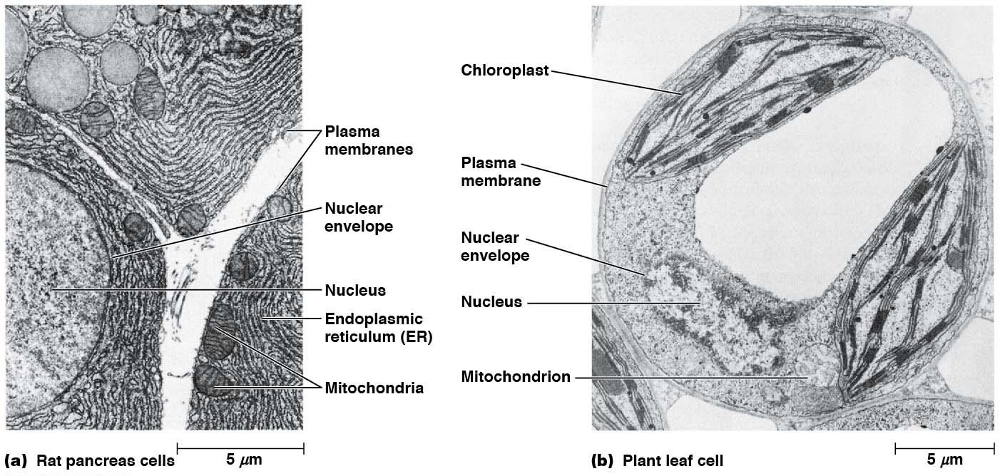 Plasma
membranes
Nuclear
envelope
Nucleus
Endoplasmic
reticulum (ER)
Mitochondria
(a) Rat pancreas cells
5 μm
Chloroplast
Plasma
membrane
Nuclear
envelope
Nucleus
Mitochondrion
(b) Plant leaf cell
5 μm